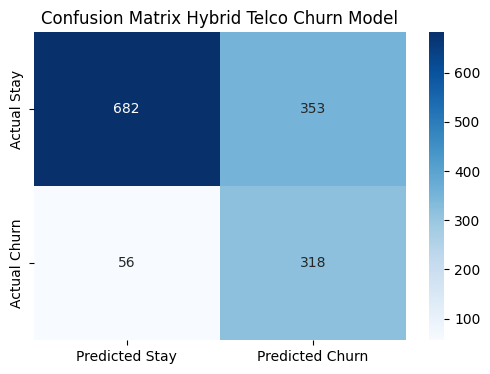 Confusion Matrix Hybrid Telco Churn Model
Actual Stay
Actual Churn
682
353
56
318
Predicted Stay
Predicted Churn
600
500
400
300
200
100